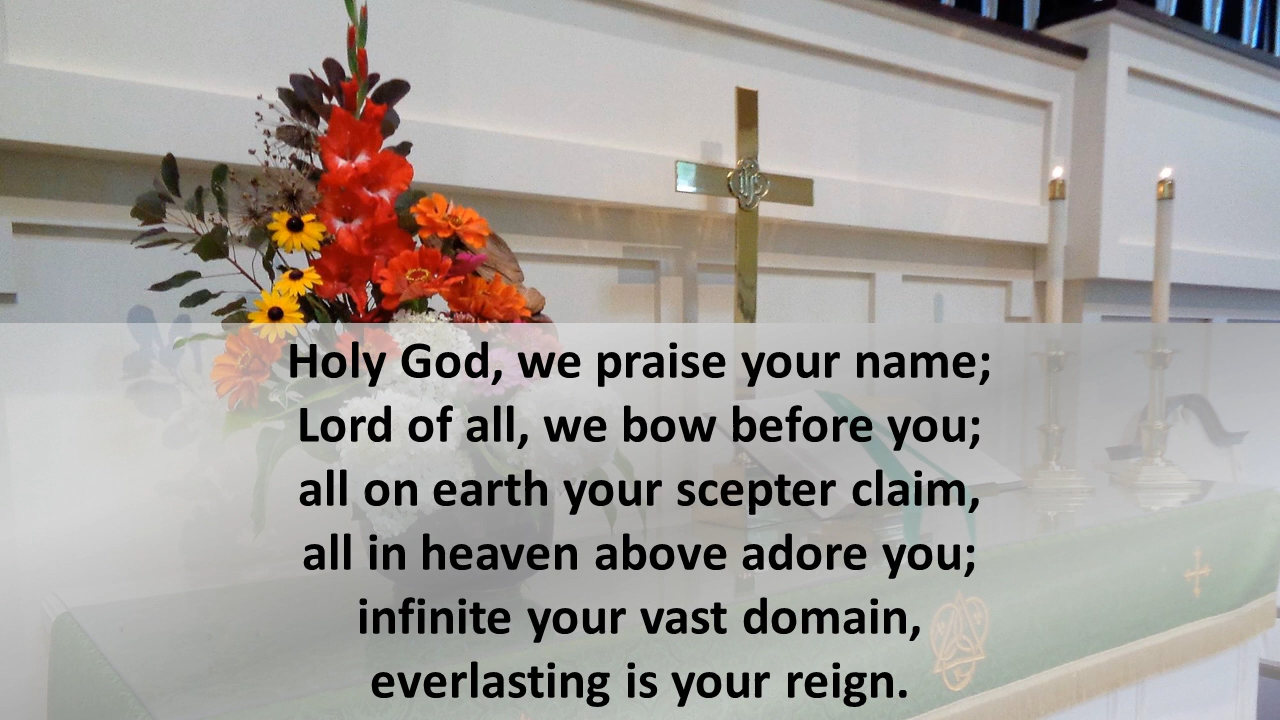 Holy God, we praise your name;
Lord of all, we bow before you;
all on earth your scepter claim,
all in heaven above adore you;
infinite your vast domain,
everlasting is your reign.